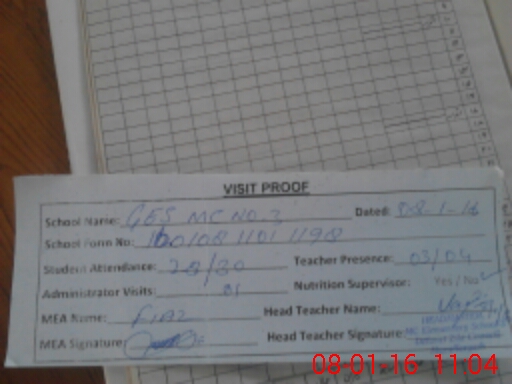 VISIT PROOF
School Name: GES MC NO 3 Dated: 08-1-16
School Form No: 1001081101 1198
Student Attendance: 28/30 Teacher Presence: 03/04
Administrator Visits: 01 Nutrition Supervisor: Yes / No
MEA Name: Fiaz Head Teacher Name:
MEA Signature: Head Teacher Signature:
08-01-16 11:04